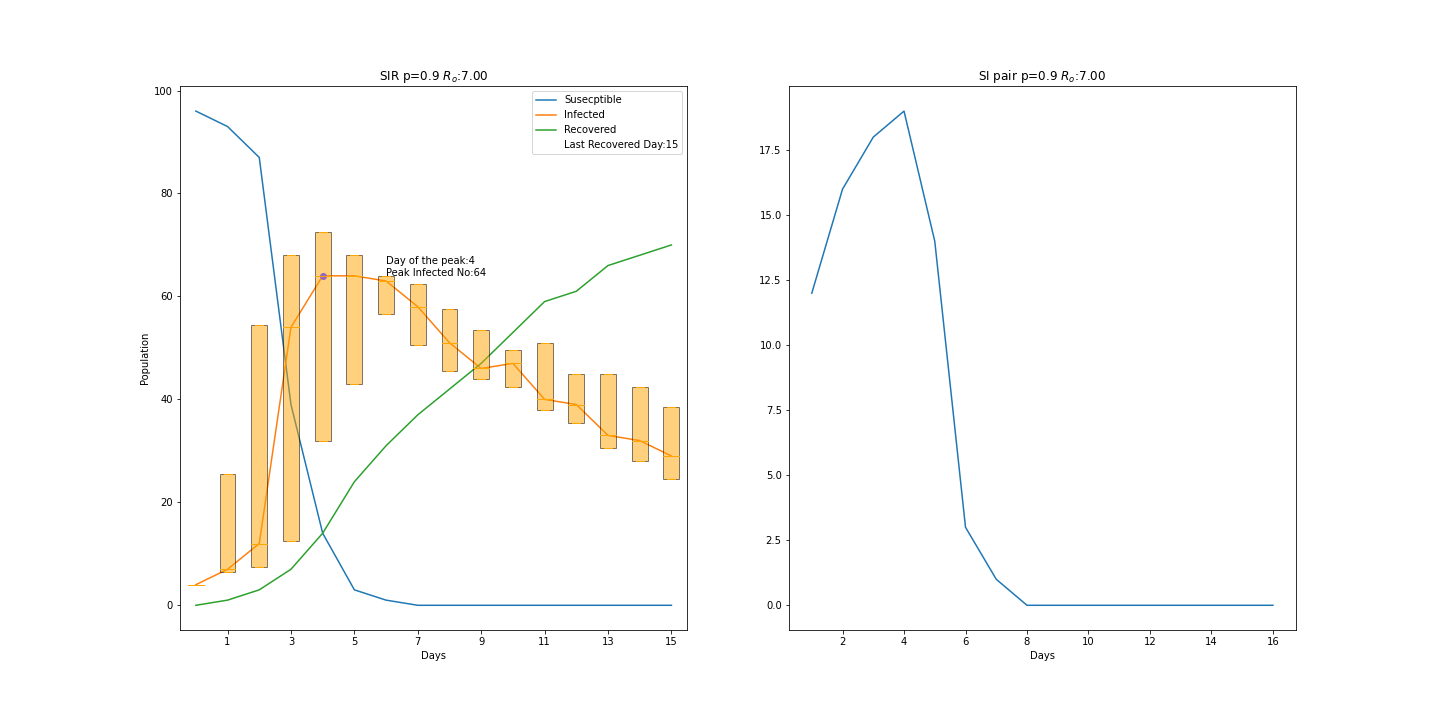 SIR p=0.9 Rₒ:7.00
100
80
60
40
20
0
Population
Susecptible
Infected
Recovered
Last Recovered Day:15
Day of the peak:4
Peak Infected No:64
1 3 5 7 9 11 13 15
Days
SI pair p=0.9 Rₒ:7.00
17.5
15.0
12.5
10.0
7.5
5.0
2.5
0.0
2 4 6 8 10 12 14 16
Days